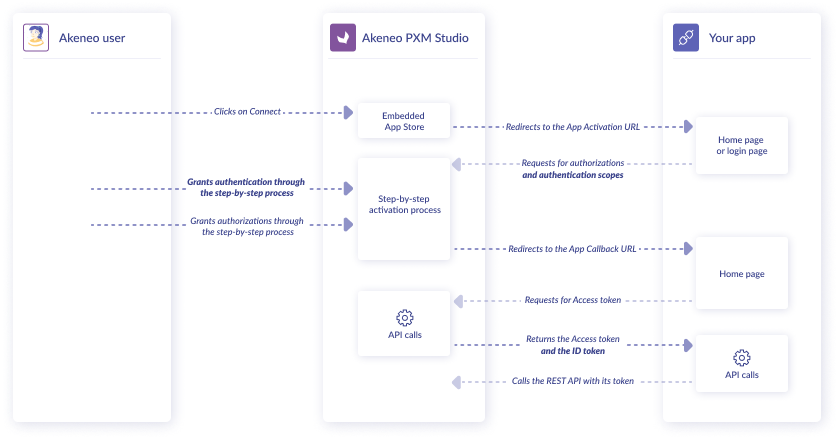 Akeneo user
Akeneo PXM Studio
Your app
Clicks on Connect
Embedded
App Store
Redirects to the App Activation URL
Home page
or login page
Requests for authorizations
and authentication scopes
Grants authentication through
the step-by-step process
Step-by-step
activation process
Grants authorizations through
the step-by-step process
Redirects to the App Callback URL
Home page
Requests for Access token
API calls
Returns the Access token
and the ID token
API calls
Calls the REST API with its token